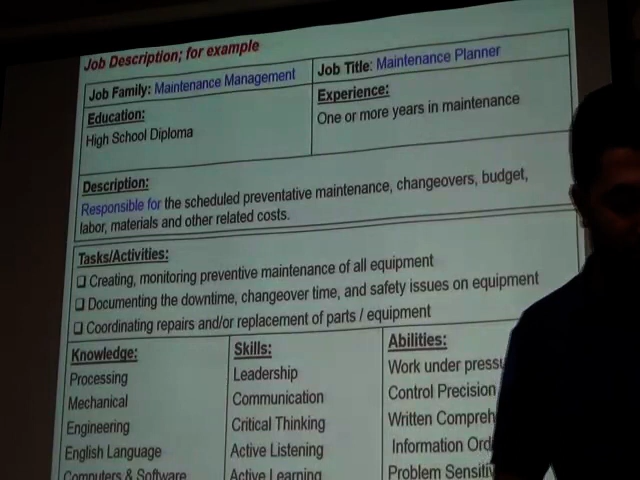 Job Description; for example
Job Family: Maintenance Management
Job Title: Maintenance Planner
Education:
High School Diploma
Experience:
One or more years in maintenance
Description:
Responsible for the scheduled preventative maintenance, changeovers, budget,
labor, materials and other related costs.
Tasks/Activities:
❑ Creating, monitoring preventive maintenance of all equipment
❑ Documenting the downtime, changeover time, and safety issues on equipment
❑ Coordinating repairs and/or replacement of parts / equipment
Knowledge:
Processing
Mechanical
Engineering
English Language
Computers & Software
Skills:
Leadership
Communication
Critical Thinking
Active Listening
Active Learning
Abilities:
Work under
Control Precision
Written
Information
Problem